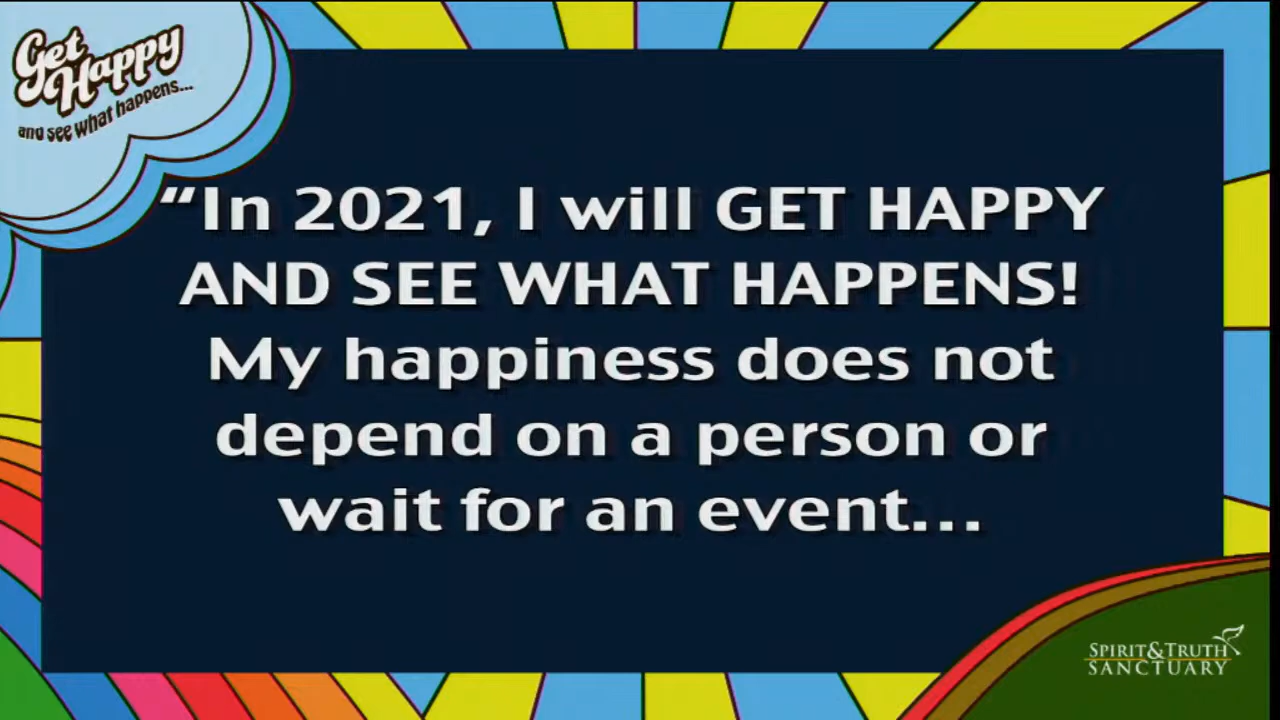 Get
Happy
and see what happens...
“In 2021, I will GET HAPPY
AND SEE WHAT HAPPENS!
My happiness does not
depend on a person or
wait for an event...
SPIRIT&TRUTH
SANCTUARY